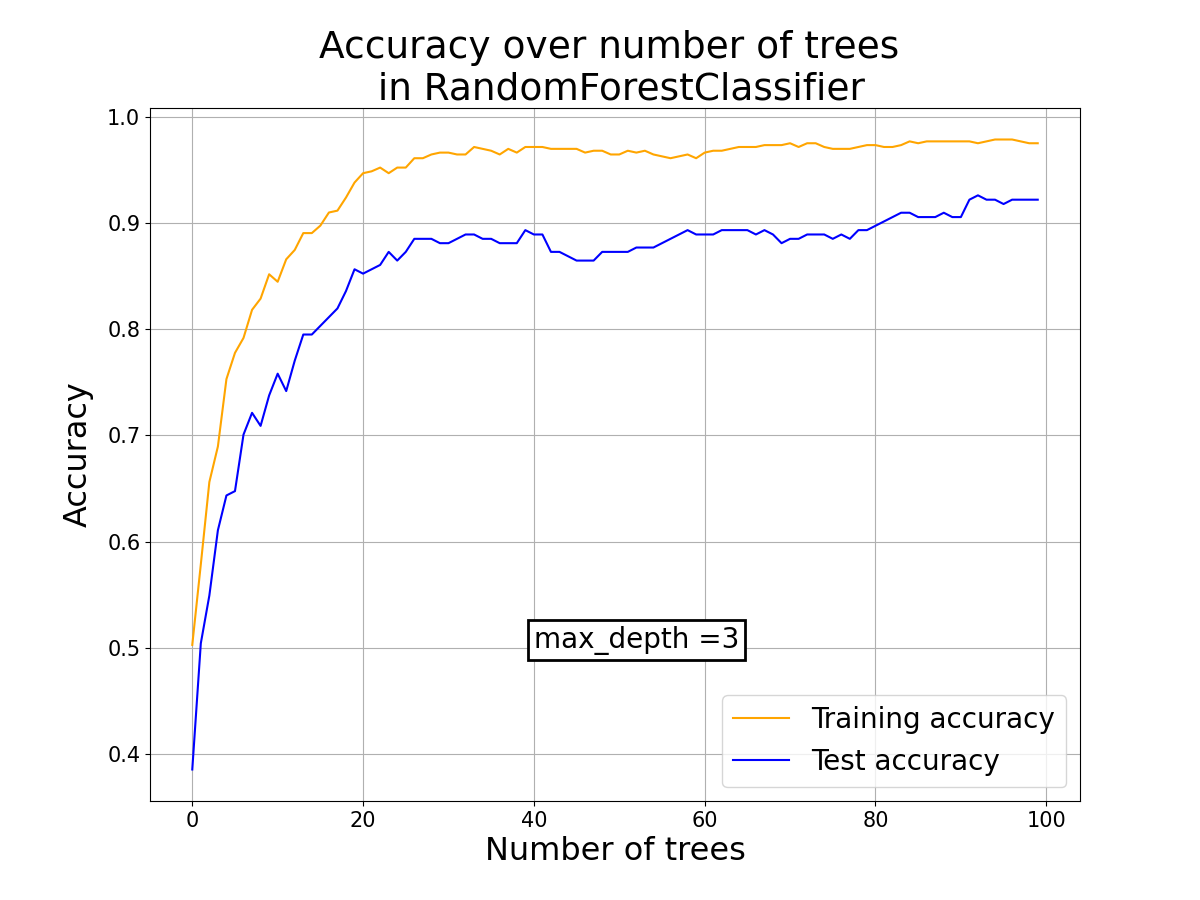 Accuracy over number of trees
in RandomForestClassifier
Accuracy
1.0
0.9
0.8
0.7
0.6
0.5
0.4
max_depth =3
Training accuracy
Test accuracy
0 20 40 60 80 100
Number of trees